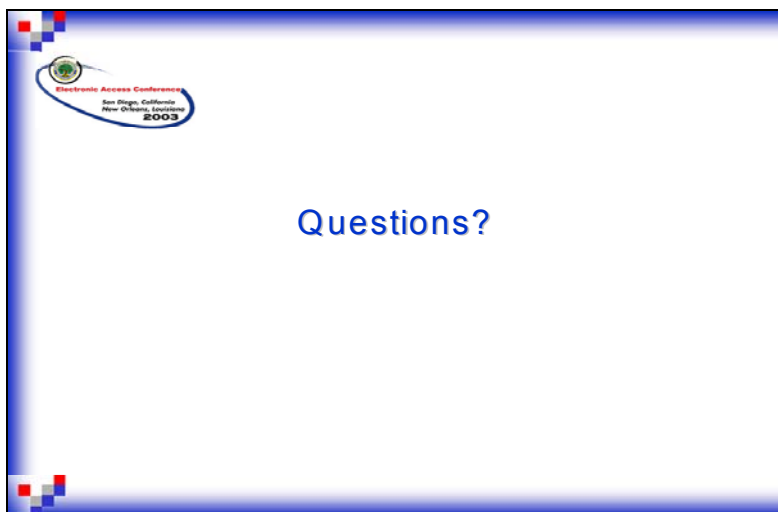 Electronic Access Conference
San Diego, California
New Orleans, Louisiana
2003
Questions?